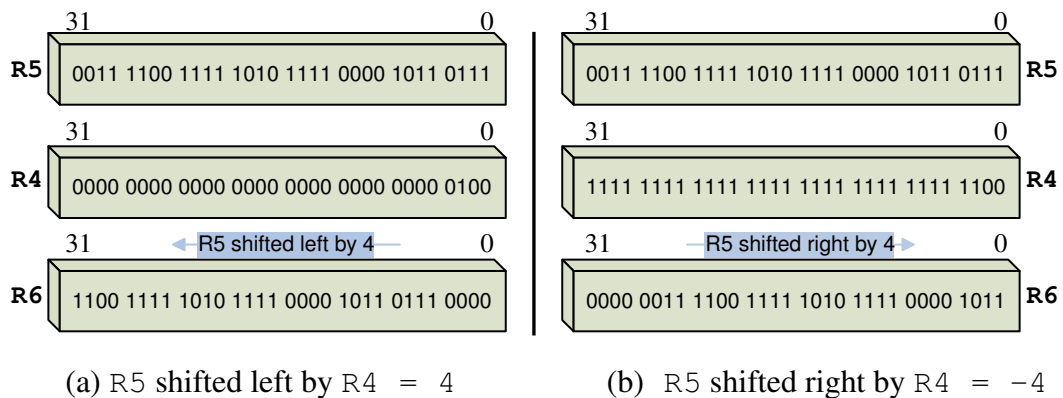 31 0 31 0
R5 0011 1100 1111 1010 1111 0000 1011 0111 0011 1100 1111 1010 1111 0000 1011 0111 R5
31 0 31 0
R4 0000 0000 0000 0000 0000 0000 0000 0100 1111 1111 1111 1111 1111 1111 1111 1100 R4
31 R5 shifted left by 4 0 31 R5 shifted right by 4 0
R6 1100 1111 1010 1111 0000 1011 0111 0000 0000 0011 1100 1111 1010 1111 0000 1011 R6
(a) R5 shifted left by R4 = 4 (b) R5 shifted right by R4 = -4